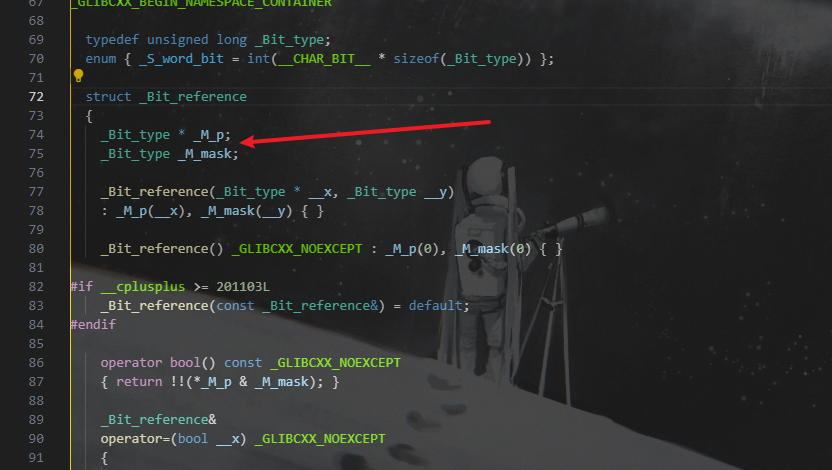 67 _GLIBCXX_BEGIN_NAMESPACE_CONTAINER
68
69 typedef unsigned long _Bit_type;
70 enum { _S_word_bit = int(__CHAR_BIT__ * sizeof(_Bit_type)) };
71
72 struct _Bit_reference
73 {
74 _Bit_type * _M_p;
75 _Bit_type _M_mask;
76
77 _Bit_reference(_Bit_type * __x, _Bit_type __y)
78 : _M_p(__x), _M_mask(__y) { }
79
80 _Bit_reference() _GLIBCXX_NOEXCEPT : _M_p(0), _M_mask(0) { }
81
82 #if __cplusplus >= 201103L
83 _Bit_reference(const _Bit_reference&) = default;
84 #endif
85
86 operator bool() const _GLIBCXX_NOEXCEPT
87 { return !!(*_M_p & _M_mask); }
88
89 _Bit_reference&
90 operator=(bool __x) _GLIBCXX_NOEXCEPT
91 {